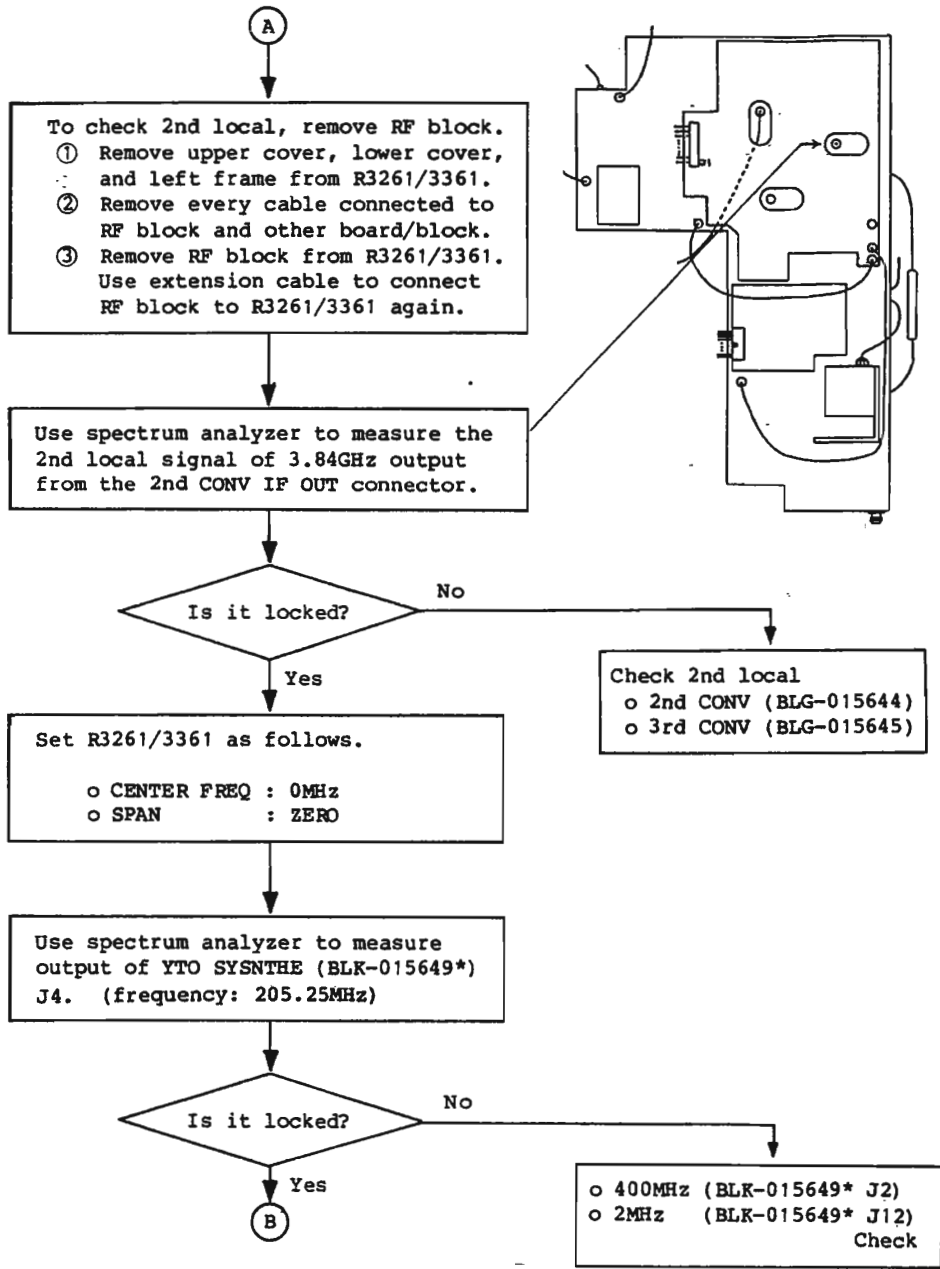 A
To check 2nd local, remove RF block.
① Remove upper cover, lower cover,
and left frame from R3261/3361.
② Remove every cable connected to
RF block and other board/block.
③ Remove RF block from R3261/3361.
Use extension cable to connect
RF block to R3261/3361 again.
Use spectrum analyzer to measure the
2nd local signal of 3.84GHz output
from the 2nd CONV IF OUT connector.
Is it locked?
No
Yes
Check 2nd local
o 2nd CONV (BLG-015644)
o 3rd CONV (BLG-015645)
Set R3261/3361 as follows.
o CENTER FREQ : 0MHz
o SPAN : ZERO
Use spectrum analyzer to measure
output of YTO SYSNTHE (BLK-015649*)
J4. (frequency: 205.25MHz)
Is it locked?
No
Yes
o 400MHz (BLK-015649* J2)
o 2MHz (BLK-015649* J12)
Check
B